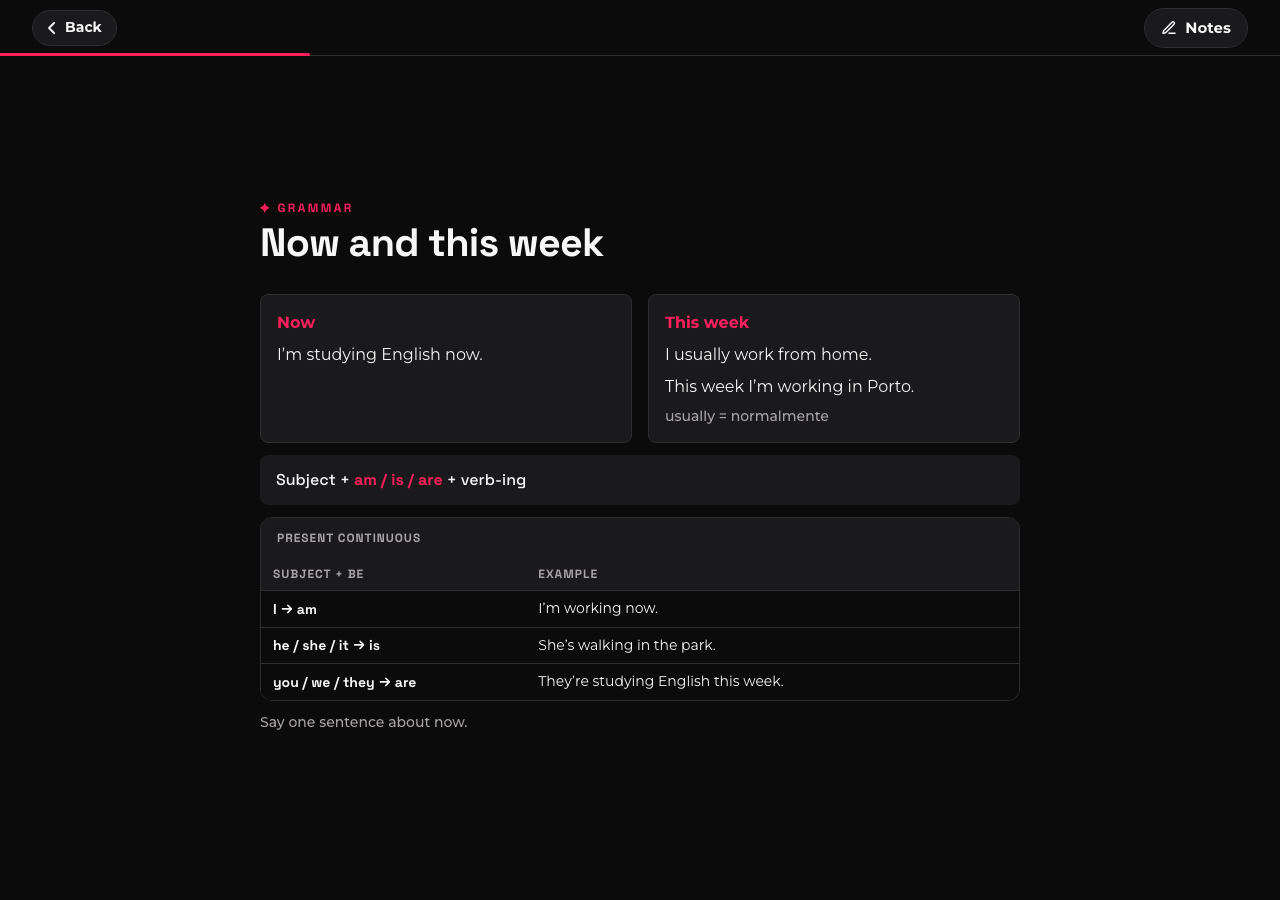 Back
Notes
GRAMMAR
Now and this week
Now
I'm studying English now.
This week
I usually work from home.
This week I'm working in Porto.
usually = normalmente
Subject + am / is / are + verb-ing
PRESENT CONTINUOUS
SUBJECT + BE
EXAMPLE
I → am
I'm working now.
he / she / it → is
She's walking in the park.
you / we / they → are
They're studying English this week.
Say one sentence about now.